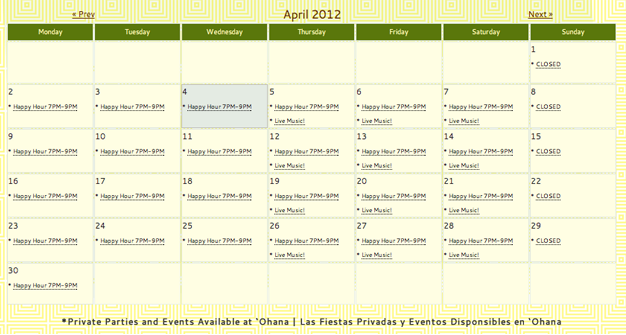 « Prev April 2012 Next »
Monday Tuesday Wednesday Thursday Friday Saturday Sunday
1
* CLOSED
2 3 4 5 6 7 8
* Happy Hour 7PM-9PM * Happy Hour 7PM-9PM * Happy Hour 7PM-9PM * Happy Hour 7PM-9PM * Happy Hour 7PM-9PM * Happy Hour 7PM-9PM * CLOSED
* Live Music! * Live Music! * Live Music!
9 10 11 12 13 14 15
* Happy Hour 7PM-9PM * Happy Hour 7PM-9PM * Happy Hour 7PM-9PM * Happy Hour 7PM-9PM * Happy Hour 7PM-9PM * Happy Hour 7PM-9PM * CLOSED
* Live Music! * Live Music! * Live Music!
16 17 18 19 20 21 22
* Happy Hour 7PM-9PM * Happy Hour 7PM-9PM * Happy Hour 7PM-9PM * Happy Hour 7PM-9PM * Happy Hour 7PM-9PM * Happy Hour 7PM-9PM * CLOSED
* Live Music! * Live Music! * Live Music!
23 24 25 26 27 28 29
* Happy Hour 7PM-9PM * Happy Hour 7PM-9PM * Happy Hour 7PM-9PM * Happy Hour 7PM-9PM * Happy Hour 7PM-9PM * Happy Hour 7PM-9PM * CLOSED
* Live Music! * Live Music! * Live Music!
30
* Happy Hour 7PM-9PM
*Private Parties and Events Available at `Ohana | Las Fiestas Privadas y Eventos Disponsibles en `Ohana